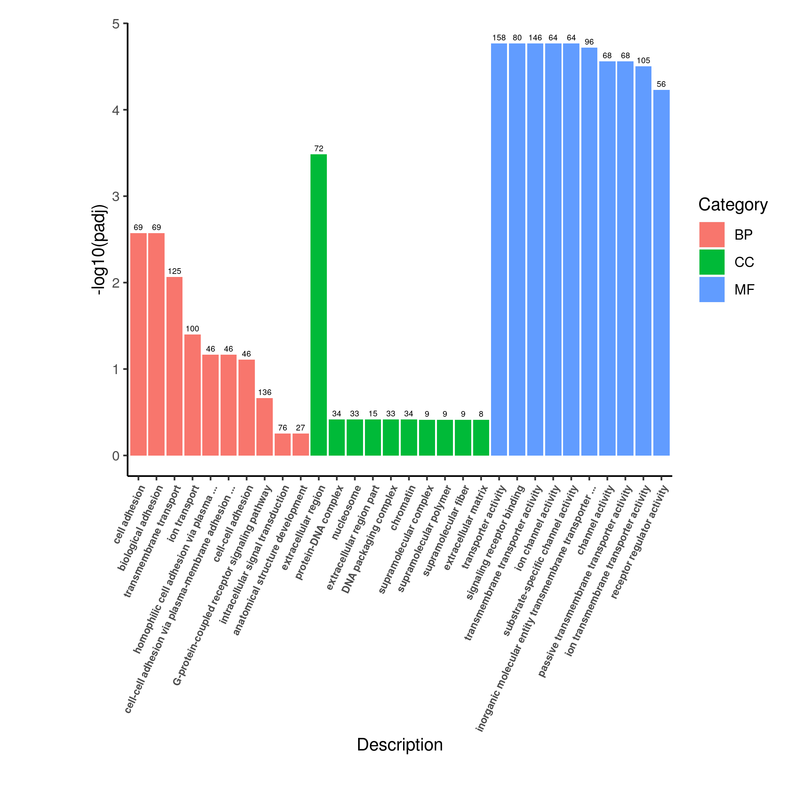 5
4
3
2
1
0
-log10(padj)
69
69
125
100
46
46
46
136
76
27
72
34
33
15
33
34
9
9
9
8
158
80
146
64
64
96
68
68
105
56
cell adhesion
biological adhesion
transmembrane transport
ion transport
homophilic cell adhesion via plasma ...
cell-cell adhesion via plasma-membrane adhesion ...
cell-cell adhesion
G-protein-coupled receptor signaling pathway
intracellular signal transduction
anatomical structure development
extracellular region
protein-DNA complex
nucleosome
extracellular region part
DNA packaging complex
chromatin
supramolecular complex
supramolecular polymer
supramolecular fiber
extracellular matrix
transporter activity
signaling receptor binding
transmembrane transporter activity
ion channel activity
substrate-specific channel activity
inorganic molecular entity transmembrane transporter ...
channel activity
passive transmembrane transporter activity
ion transmembrane transporter activity
receptor regulator activity
Description
Category
BP
CC
MF